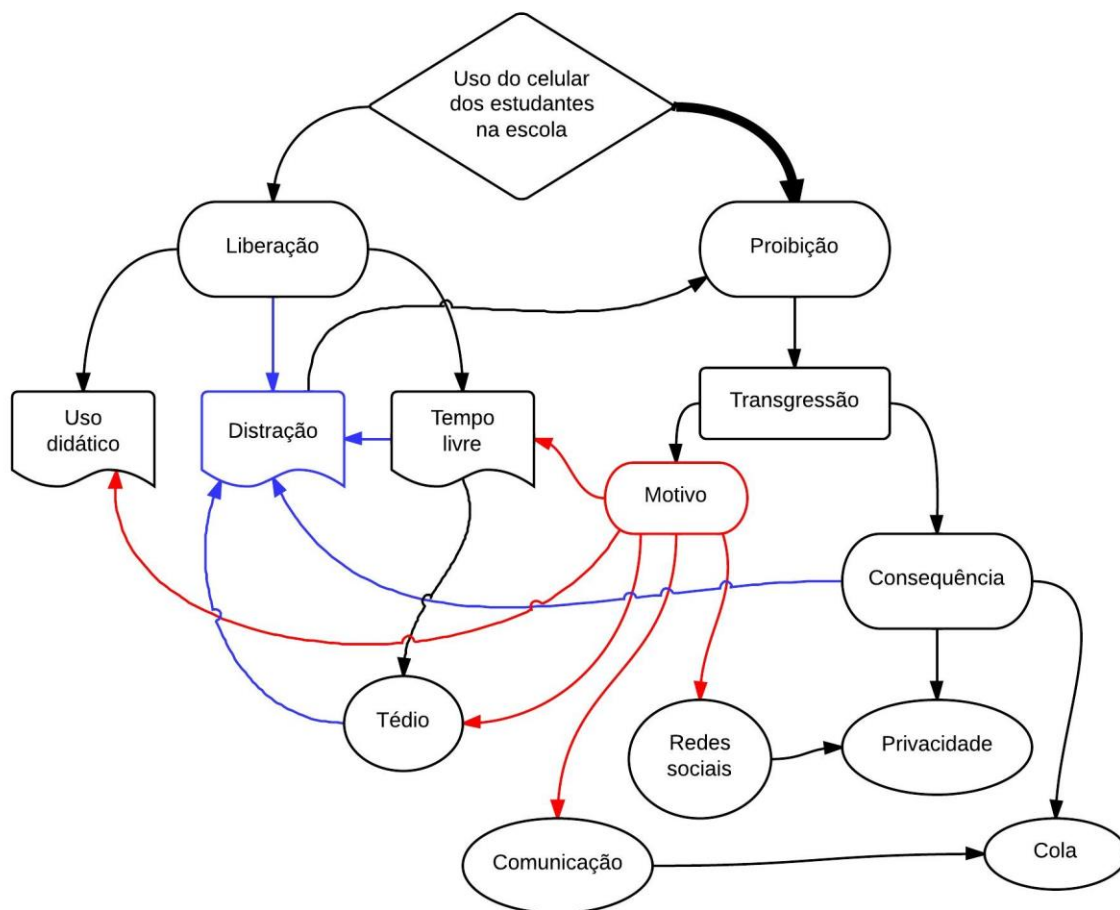 Uso do celular
dos estudantes
na escola
Liberação
Proibição
Uso
didático
Distração
Tempo
livre
Transgressão
Motivo
Consequência
Tédio
Redes
sociais
Privacidade
Comunicação
Cola